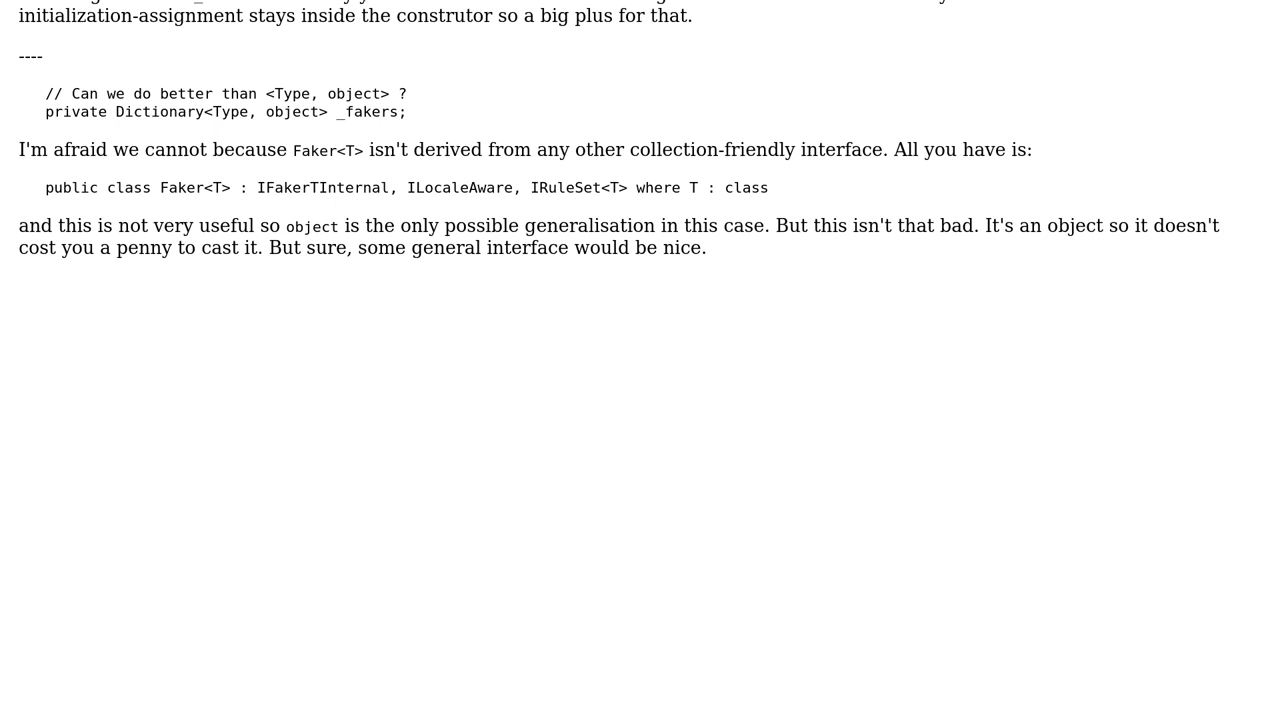 initialization-assignment stays inside the construtor so a big plus for that.
----
// Can we do better than <Type, object> ?
private Dictionary<Type, object> _fakers;
I'm afraid we cannot because Faker<T> isn't derived from any other collection-friendly interface. All you have is:
public class Faker<T> : IFakerTInternal, ILocaleAware, IRuleSet<T> where T : class
and this is not very useful so object is the only possible generalisation in this case. But this isn't that bad. It's an object so it doesn't
cost you a penny to cast it. But sure, some general interface would be nice.